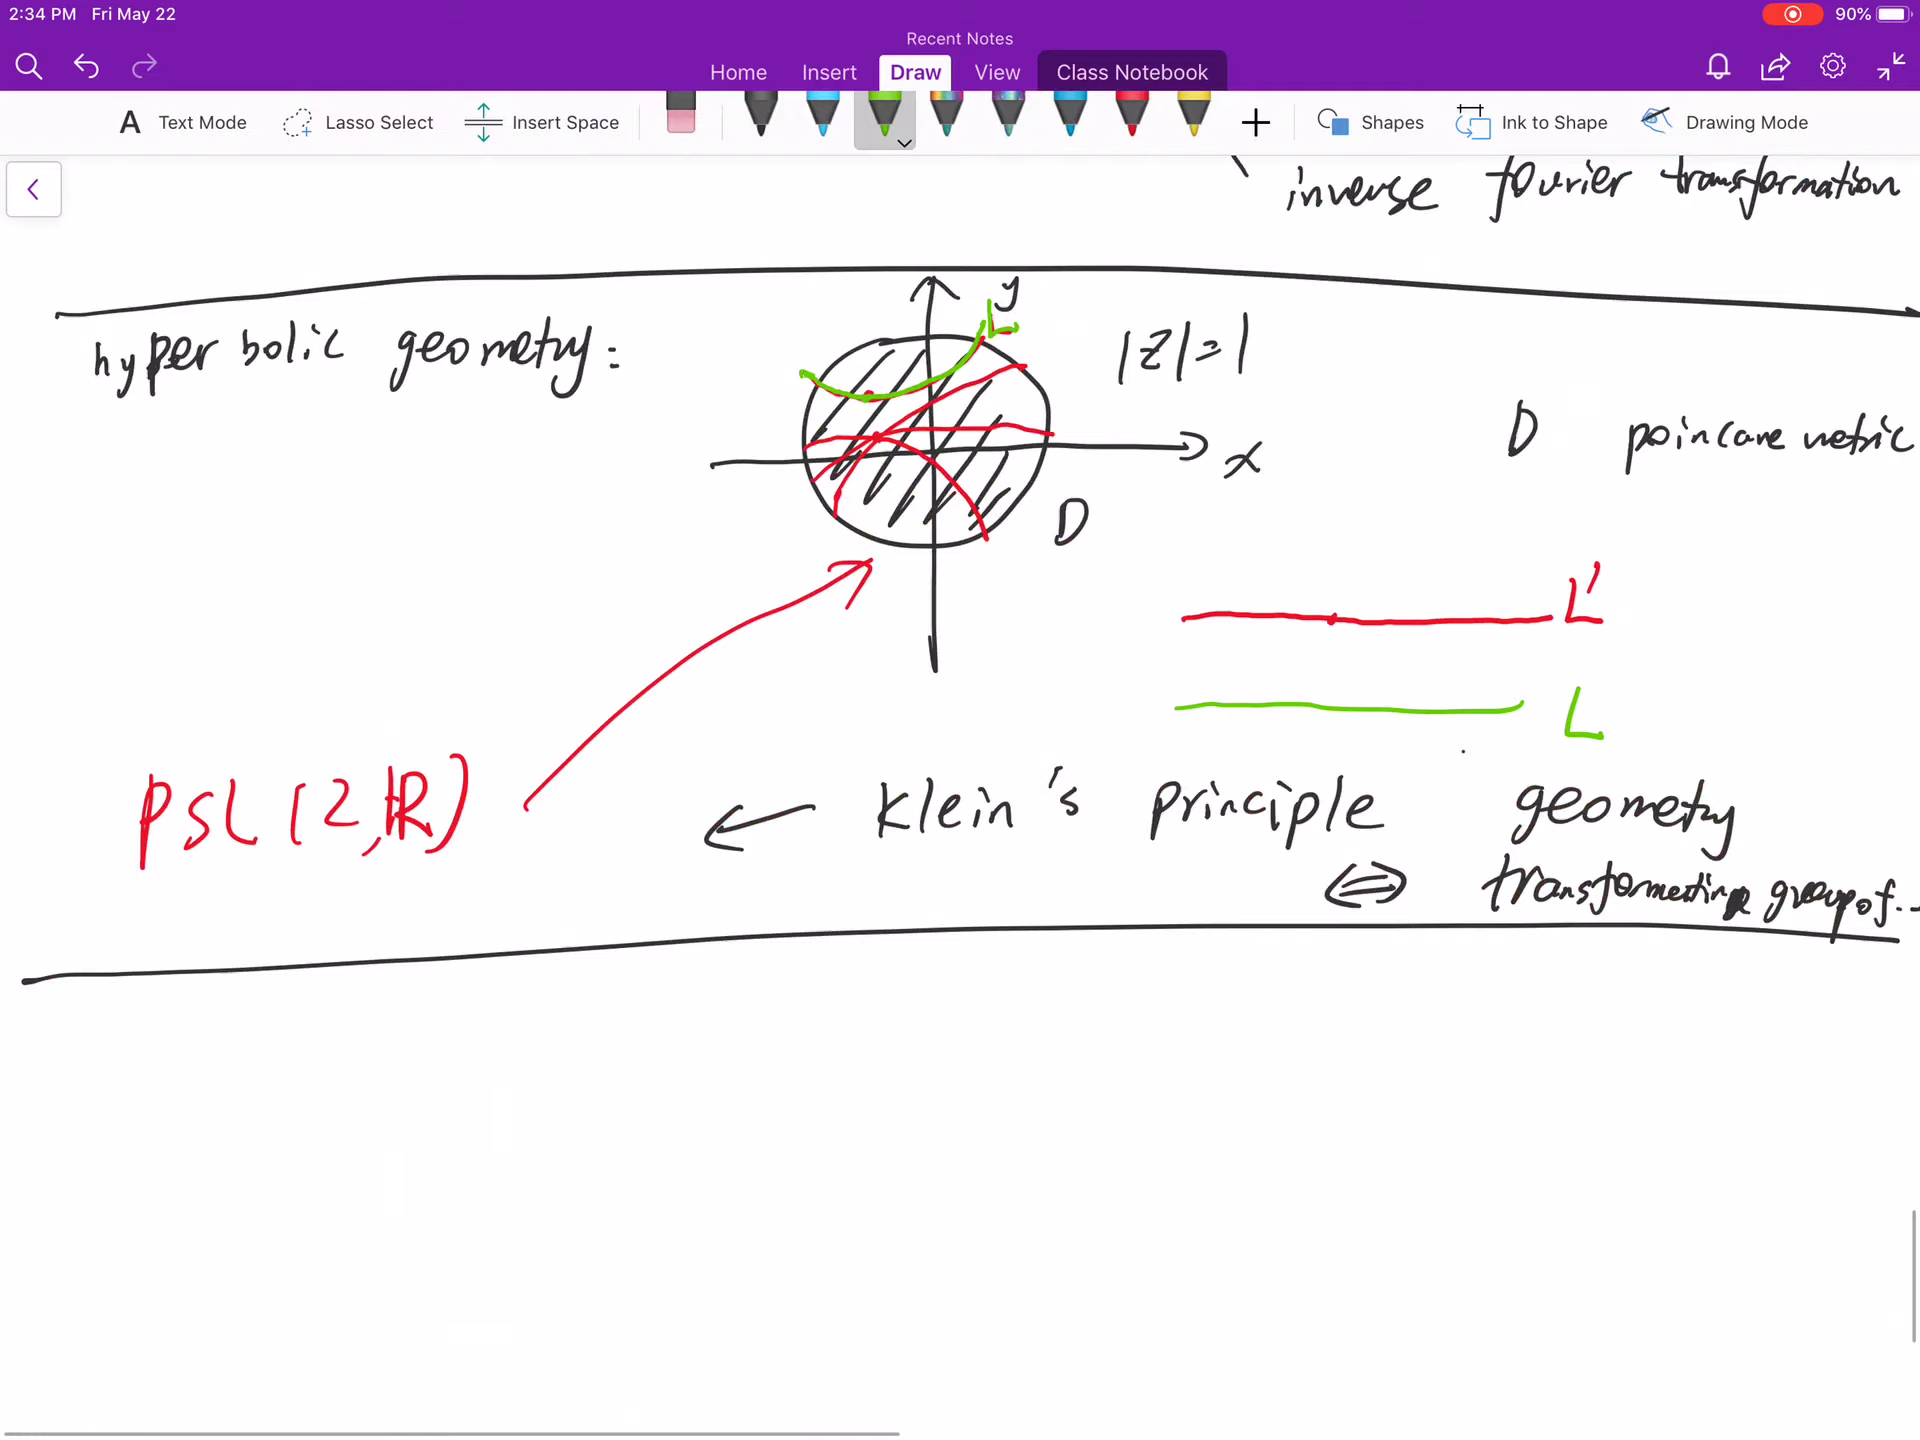 2:34 PM Fri May 22
90%
Recent Notes
Home Insert Draw View Class Notebook
A Text Mode Lasso Select Insert Space Shapes Ink to Shape Drawing Mode
inverse fourier transformation
hyperbolic geometry:
y
L
|z|=1
D poincare metric
x
D
L'
L
PSL(2,ℝ)
Klein's principle geometry
⇔ transformation group of..